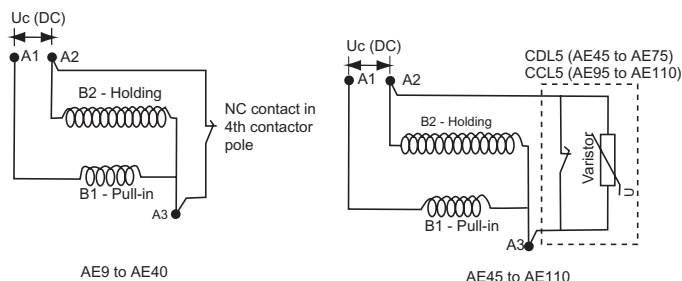 Uc (DC)
A1
A2
B2 - Holding
NC contact in
4th contactor
pole
B1 - Pull-in
A3
AE9 to AE40
Uc (DC)
A1
A2
CDL5 (AE45 to AE75)
CCL5 (AE95 to AE110)
B2 - Holding
Varistor
U
B1 - Pull-in
A3
AE45 to AE110